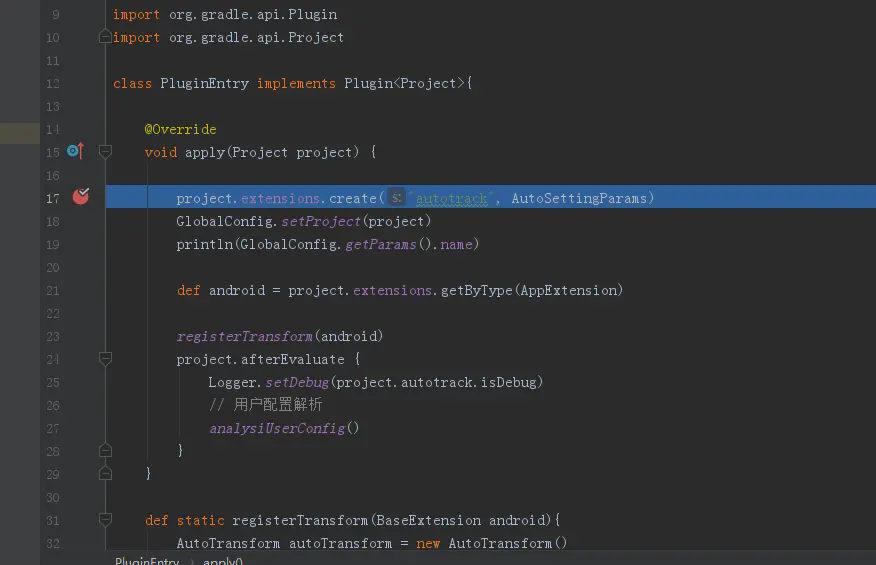 9 import org.gradle.api.Plugin
10 import org.gradle.api.Project
11
12 class PluginEntry implements Plugin<Project>{
13
14 @Override
15 void apply(Project project) {
16
17 project.extensions.create( s: "autotrack", AutoSettingParams)
18 GlobalConfig.setProject(project)
19 println(GlobalConfig.getParams().name)
20
21 def android = project.extensions.getByType(AppExtension)
22
23 registerTransform(android)
24 project.afterEvaluate {
25 Logger.setDebug(project.autotrack.isDebug)
26 // 用户配置解析
27 analysiUserConfig()
28 }
29 }
30
31 def static registerTransform(BaseExtension android){
32 AutoTransform autoTransform = new AutoTransform()
PluginEntry > apply()